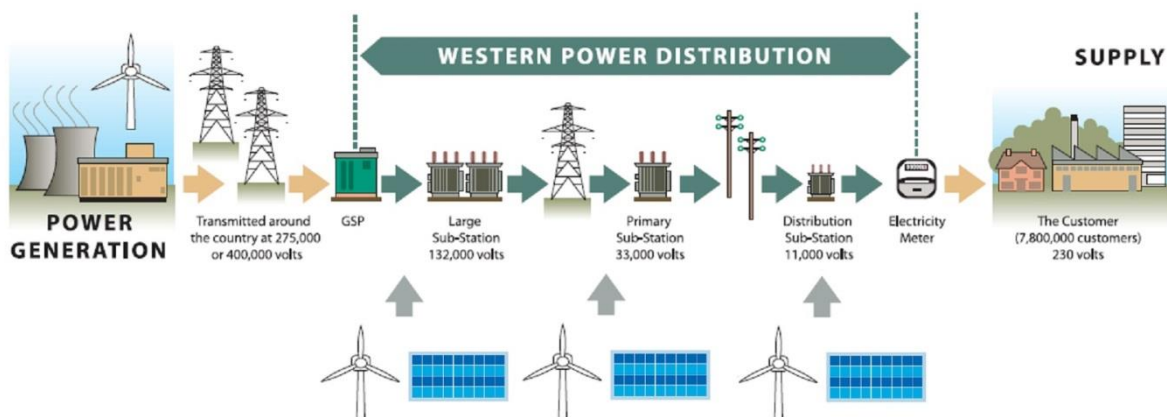 WESTERN POWER DISTRIBUTION
SUPPLY
POWER
GENERATION
Transmitted around
the country at 275,000
or 400,000 volts
GSP
Large
Sub-Station
132,000 volts
Primary
Sub-Station
33,000 volts
Distribution
Sub-Station
11,000 volts
Electricity
Meter
The Customer
(7,800,000 customers)
230 volts